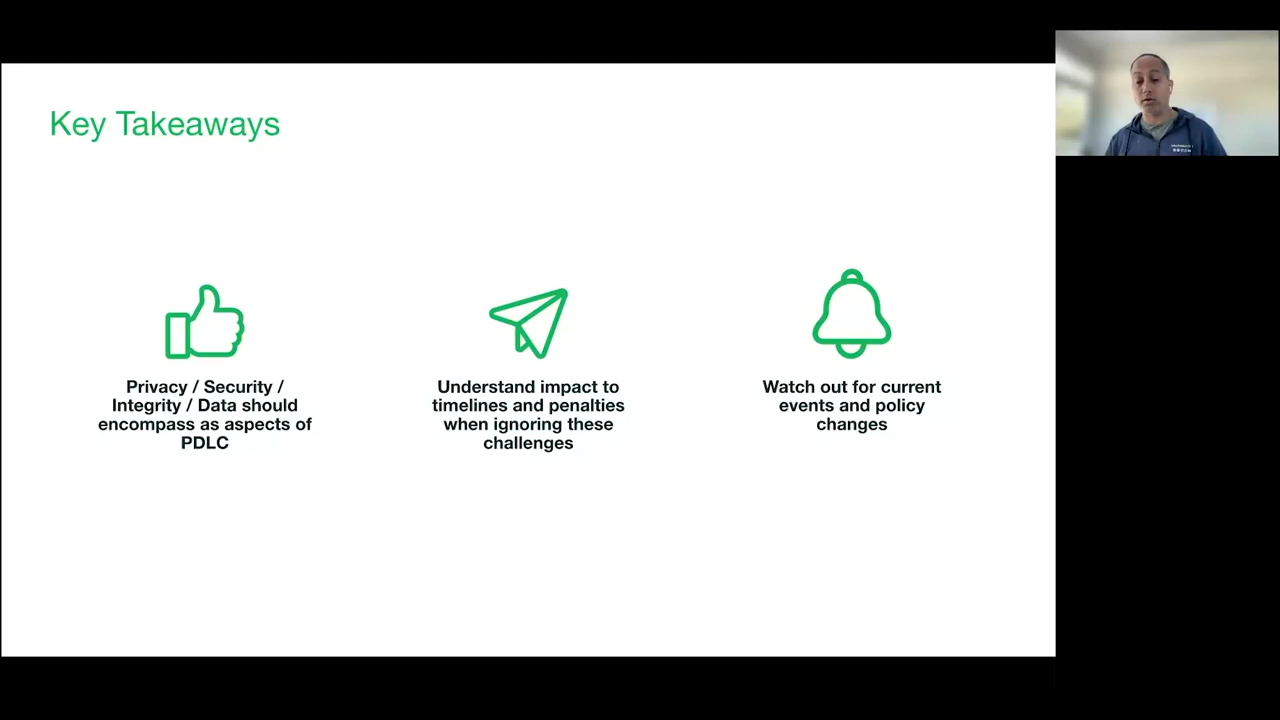 Key Takeaways
Privacy / Security /
Integrity / Data should
encompass as aspects of
PDLC
Understand impact to
timelines and penalties
when ignoring these
challenges
Watch out for current
events and policy
changes